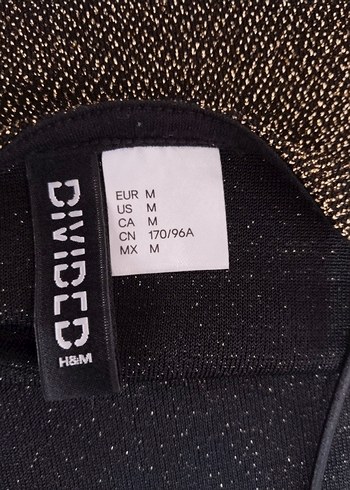 DIVIDED
H&M
EUR M
US M
CA M
CN 170/96A
MX M